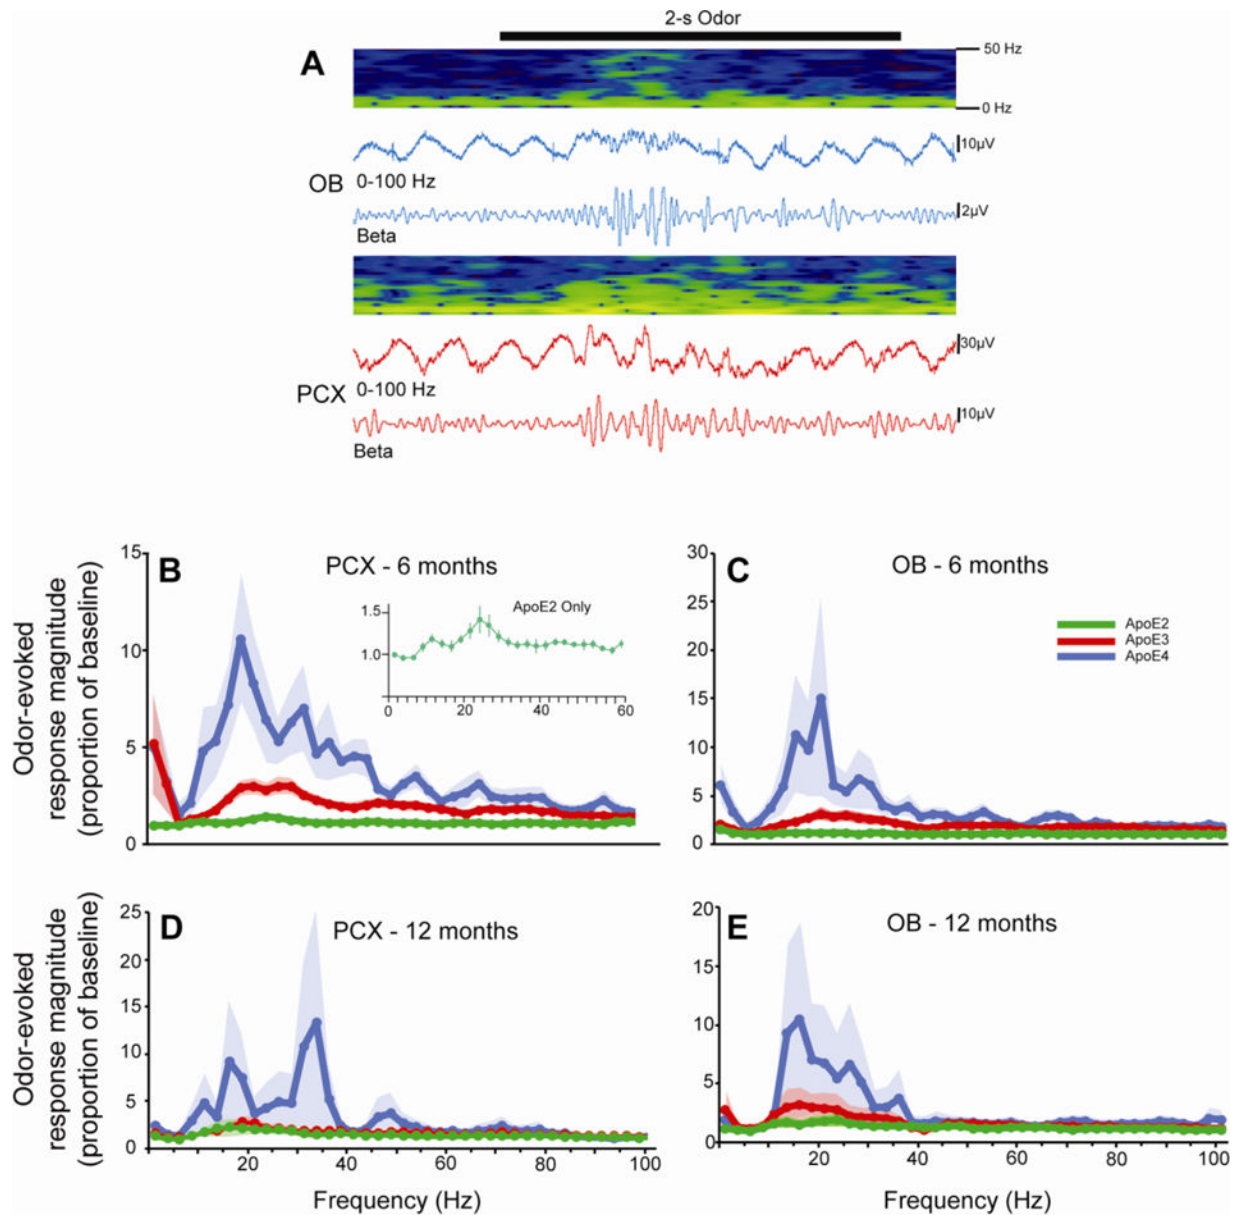 2-s Odor
A
50 Hz
0 Hz
10μV
OB
0-100 Hz
2μV
Beta
30μV
PCX
0-100 Hz
10μV
Beta
Odor-evoked
response magnitude
(proportion of baseline)
15
10
5
0
B
PCX - 6 months
ApoE2 Only
1.5
1.0
0
20
40
60
30
25
20
15
10
5
0
C
OB - 6 months
ApoE2
ApoE3
ApoE4
Odor-evoked
response magnitude
(proportion of baseline)
25
20
15
10
5
0
D
PCX - 12 months
20
40
60
80
100
Frequency (Hz)
20
15
10
5
0
E
OB - 12 months
20
40
60
80
100
Frequency (Hz)